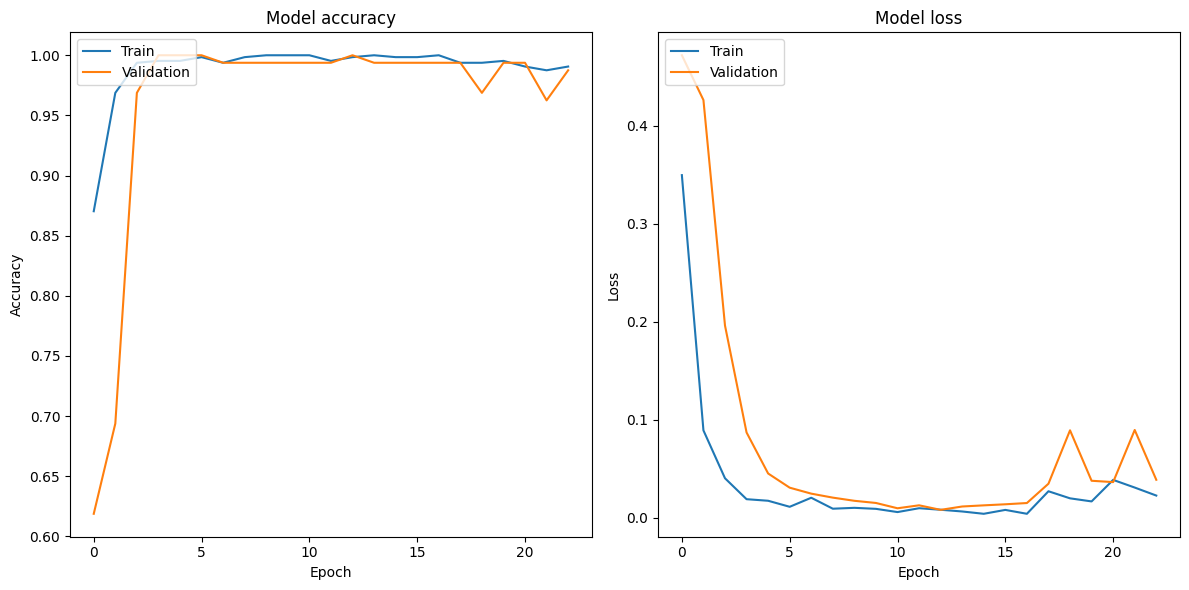 Model accuracy
Train
Validation
1.00
0.95
0.90
0.85
0.80
0.75
0.70
0.65
0.60
Accuracy
0 5 10 15 20
Epoch
Model loss
Train
Validation
0.4
0.3
0.2
0.1
0.0
Loss
0 5 10 15 20
Epoch